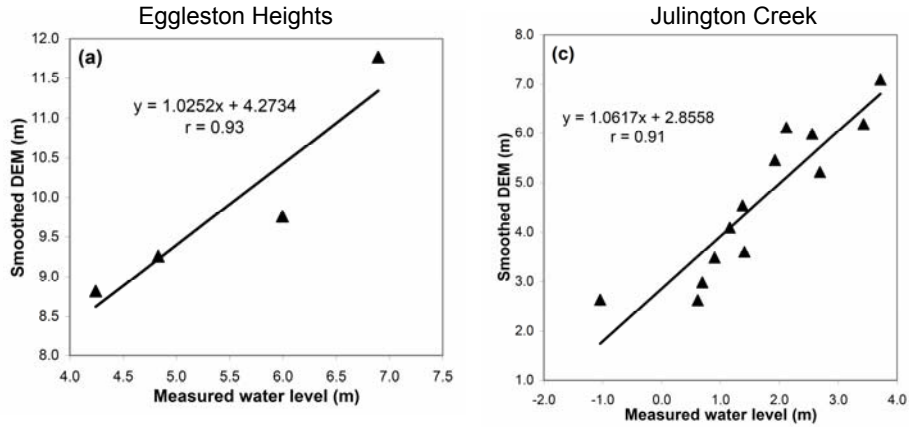 Eggleston Heights
12.0
(a)
11.5
y = 1.0252x + 4.2734
r = 0.93
11.0
10.5
10.0
9.5
9.0
8.5
8.0
Smoothed DEM (m)
4.0 4.5 5.0 5.5 6.0 6.5 7.0 7.5
Measured water level (m)
Julington Creek
8.0
(c)
7.0
y = 1.0617x + 2.8558
r = 0.91
6.0
5.0
4.0
3.0
2.0
1.0
Smoothed DEM (m)
-2.0 -1.0 0.0 1.0 2.0 3.0 4.0
Measured water level (m)